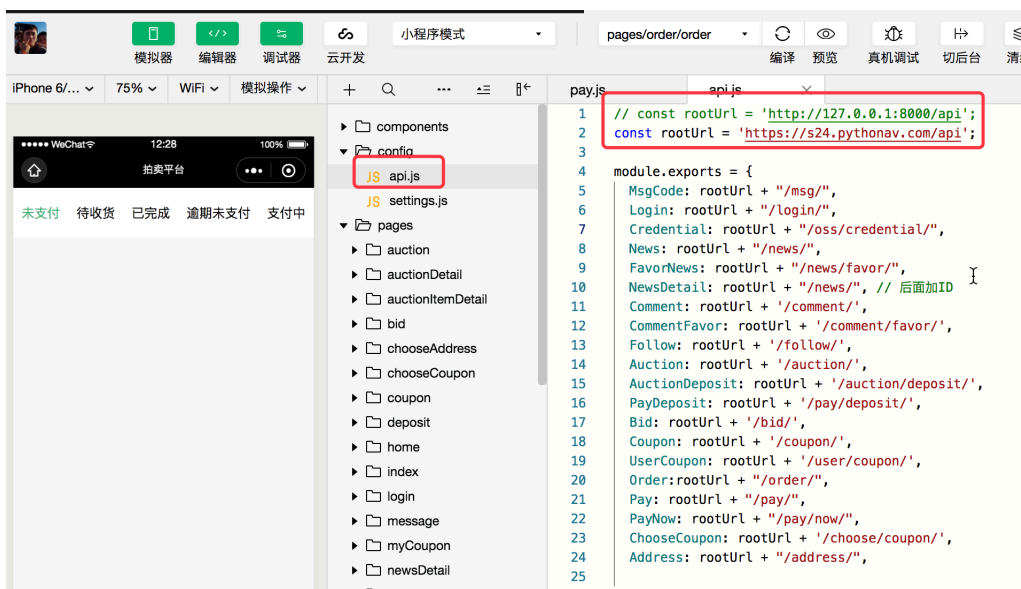 小程序模式
pages/order/order
模拟器
编辑器
调试器
云开发
编译
预览
真机调试
切后台
iPhone 6/...
75%
WiFi
模拟操作
WeChat
12:28
100%
拍卖平台
未支付
待收货
已完成
逾期未支付
支付中
components
config
JS api.js
JS settings.js
pages
auction
auctionDetail
auctionItemDetail
bid
chooseAddress
chooseCoupon
coupon
deposit
home
index
login
message
myCoupon
newsDetail
pay.js
api.js
1 // const rootUrl = 'http://127.0.0.1:8000/api';
2 const rootUrl = 'https://s24.pythonav.com/api';
3
4 module.exports = {
5 MsgCode: rootUrl + "/msg/",
6 Login: rootUrl + "/login/",
7 Credential: rootUrl + "/oss/credential/",
8 News: rootUrl + "/news/",
9 FavorNews: rootUrl + "/news/favor/",
10 NewsDetail: rootUrl + "/news/", // 后面加ID
11 Comment: rootUrl + '/comment/',
12 CommentFavor: rootUrl + '/comment/favor/',
13 Follow: rootUrl + '/follow/',
14 Auction: rootUrl + '/auction/',
15 AuctionDeposit: rootUrl + '/auction/deposit/',
16 PayDeposit: rootUrl + '/pay/deposit/',
17 Bid: rootUrl + '/bid/',
18 Coupon: rootUrl + '/coupon/',
19 UserCoupon: rootUrl + '/user/coupon/',
20 Order:rootUrl + "/order/",
21 Pay: rootUrl + "/pay/",
22 PayNow: rootUrl + "/pay/now/",
23 ChooseCoupon: rootUrl + '/choose/coupon/',
24 Address: rootUrl + "/address/",
25